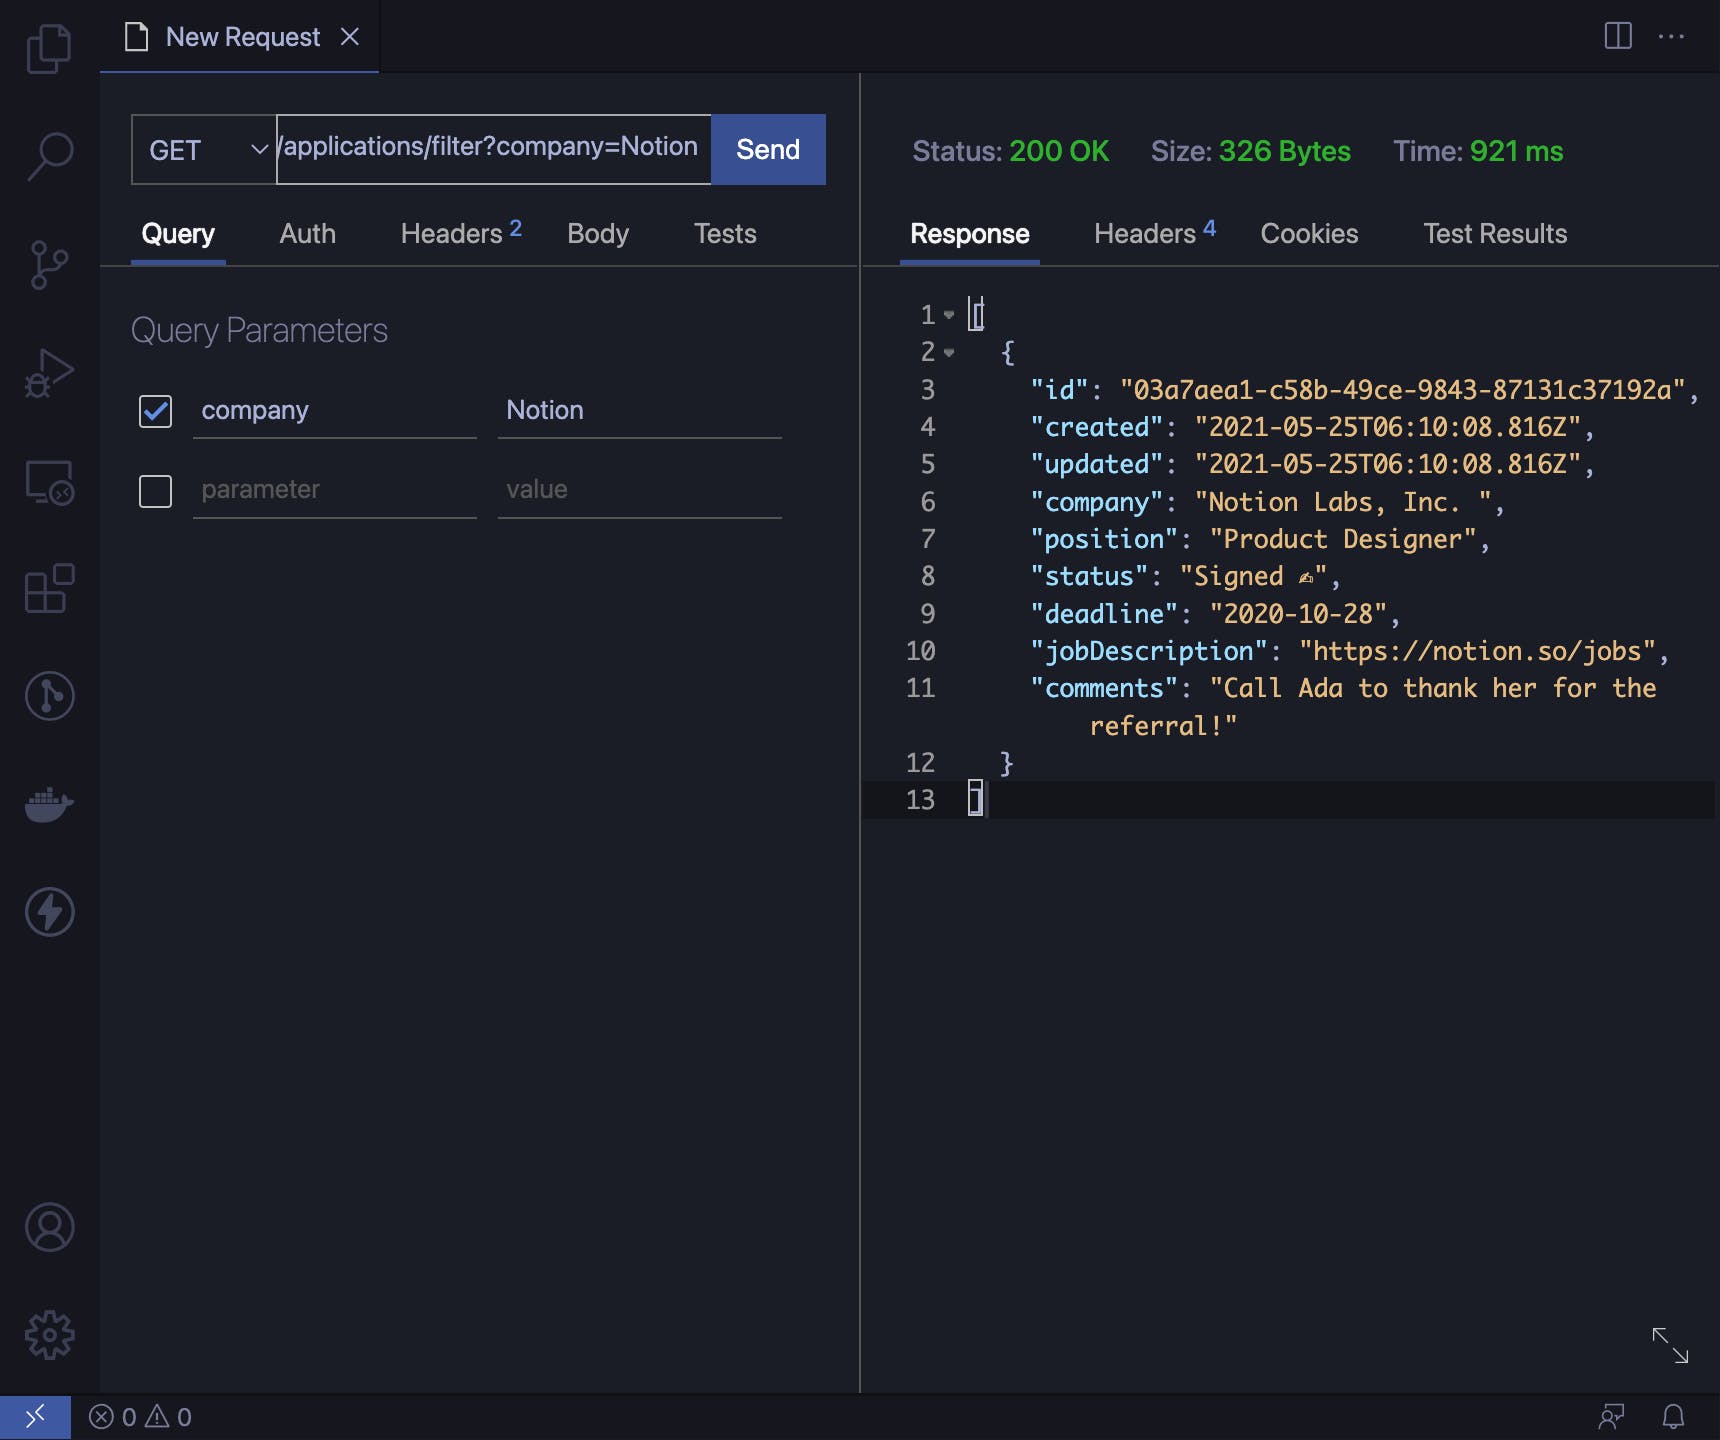 New Request
GET /applications/filter?company=Notion Send
Query Auth Headers 2 Body Tests
Query Parameters
company Notion
parameter value
Status: 200 OK Size: 326 Bytes Time: 921 ms
Response Headers 4 Cookies Test Results
1 [
2 {
3 "id": "03a7aea1-c58b-49ce-9843-87131c37192a",
4 "created": "2021-05-25T06:10:08.816Z",
5 "updated": "2021-05-25T06:10:08.816Z",
6 "company": "Notion Labs, Inc. ",
7 "position": "Product Designer",
8 "status": "Signed ✍",
9 "deadline": "2020-10-28",
10 "jobDescription": "https://notion.so/jobs",
11 "comments": "Call Ada to thank her for the
referral!"
12 }
13 ]
0 0